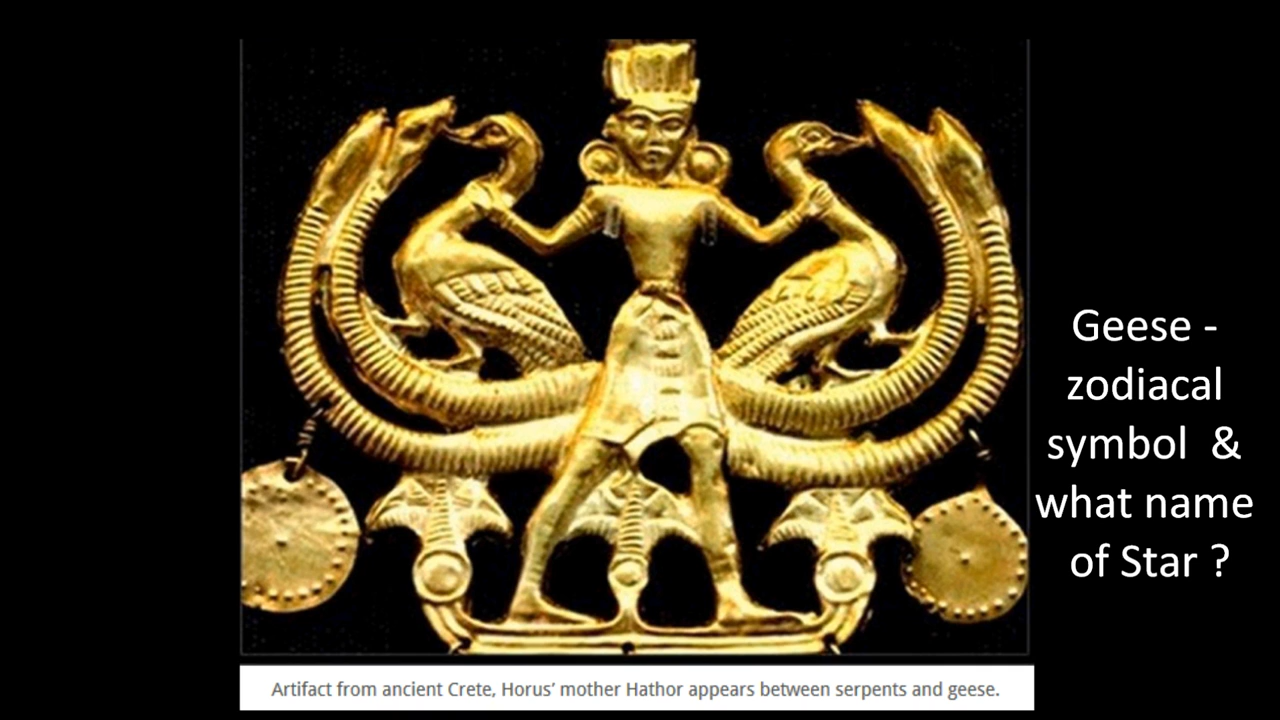 Geese -
zodiacal
symbol  &
what name
of Star ?
Artifact from ancient Crete, Horus’ mother Hathor appears between serpents and geese.